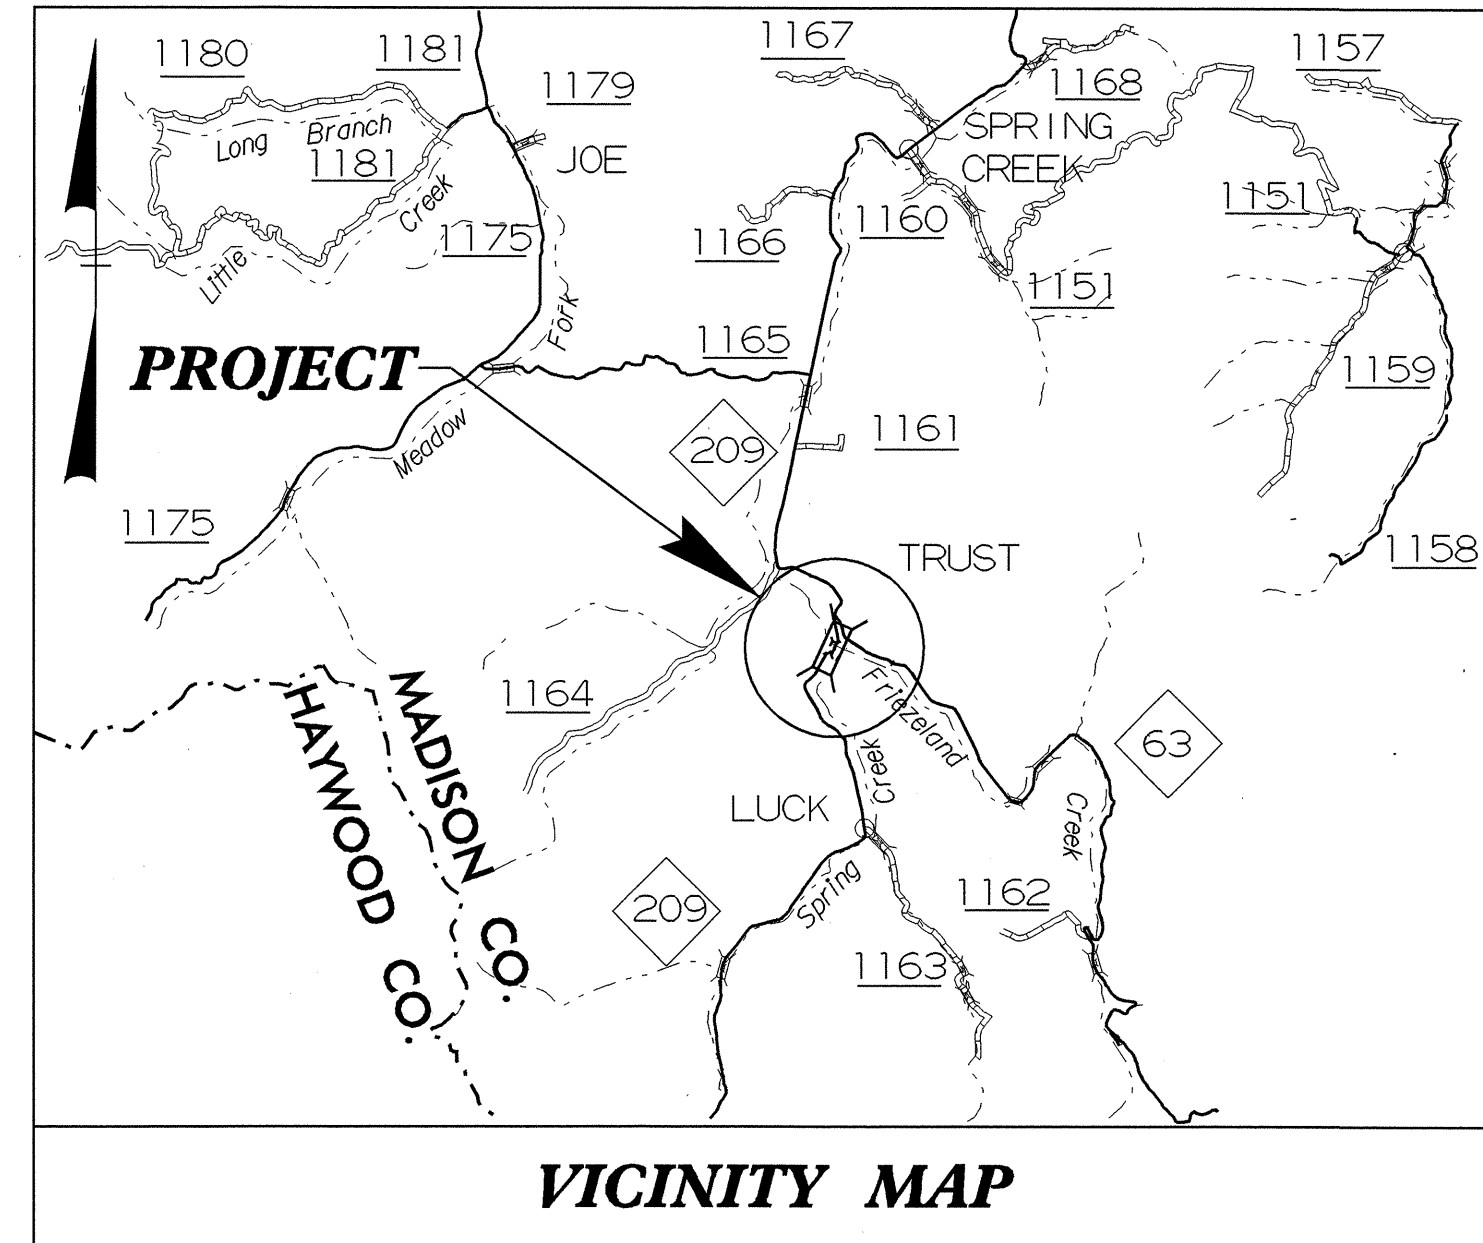 1180
1181
1179
1167
1168
1157
Long Branch
1181
JOE
SPRING
CREEK
Little Creek
1175
1166
1160
1151
1151
Fork
1165
PROJECT
1159
Meadow
209
1161
1175
TRUST
1158
1164
Friezeland
MADISON CO.
HAYWOOD CO.
63
Creek
LUCK
Creek
Spring
209
1162
1163
VICINITY MAP